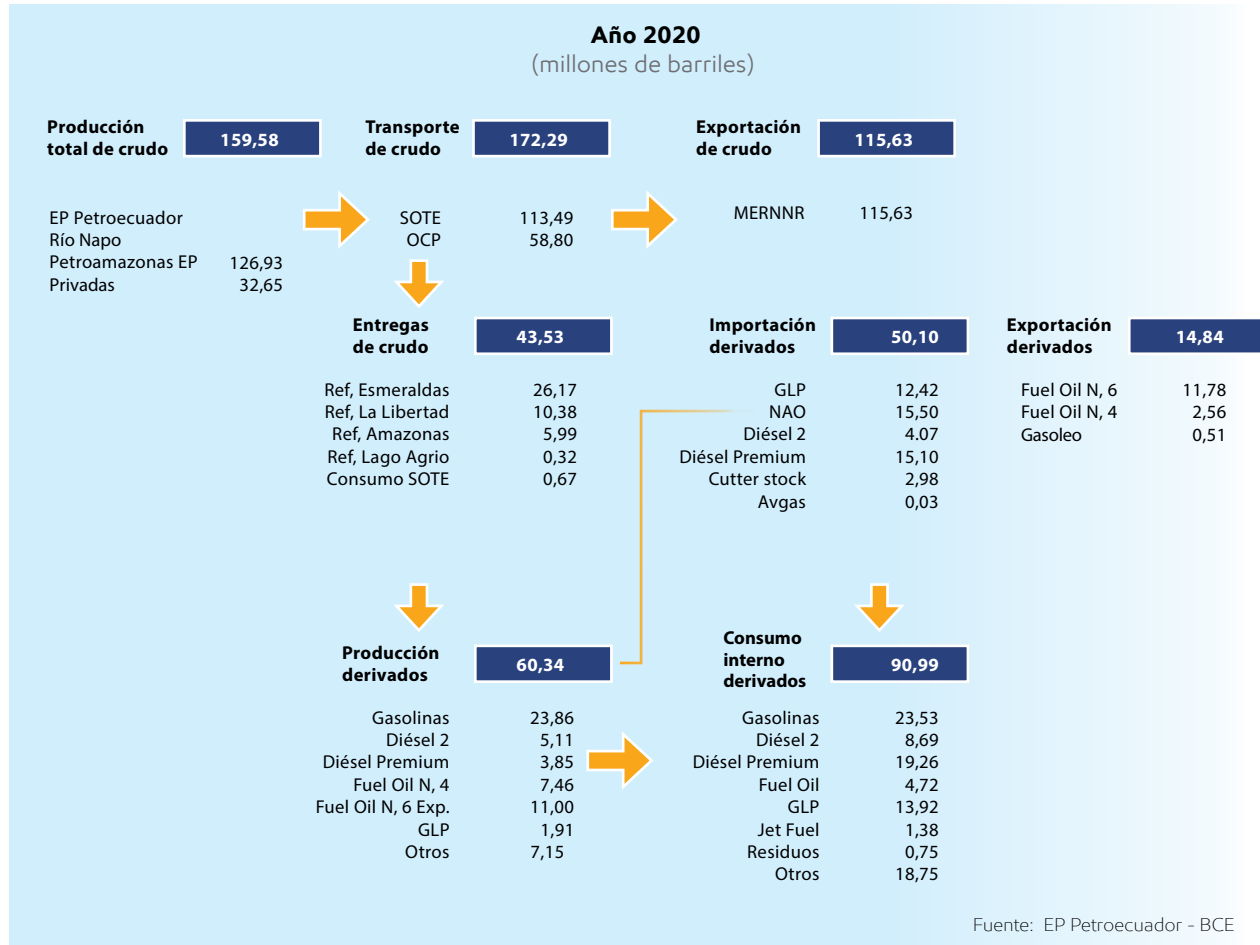 Año 2020
(millones de barriles)
Producción
total de crudo
159,58
EP Petroecuador
Río Napo
Petroamazonas EP 126,93
Privadas 32,65
Transporte
de crudo
172,29
SOTE 113,49
OCP 58,80
Exportación
de crudo
115,63
MERNNR 115,63
Entregas
de crudo
43,53
Ref, Esmeraldas 26,17
Ref, La Libertad 10,38
Ref, Amazonas 5,99
Ref, Lago Agrio 0,32
Consumo SOTE 0,67
Importación
derivados
50,10
GLP 12,42
NAO 15,50
Diésel 2 4.07
Diésel Premium 15,10
Cutter stock 2,98
Avgas 0,03
Exportación
derivados
14,84
Fuel Oil N, 6 11,78
Fuel Oil N, 4 2,56
Gasoleo 0,51
Producción
derivados
60,34
Gasolinas 23,86
Diésel 2 5,11
Diésel Premium 3,85
Fuel Oil N, 4 7,46
Fuel Oil N, 6 Exp. 11,00
GLP 1,91
Otros 7,15
Consumo
interno
derivados
90,99
Gasolinas 23,53
Diésel 2 8,69
Diésel Premium 19,26
Fuel Oil 4,72
GLP 13,92
Jet Fuel 1,38
Residuos 0,75
Otros 18,75
Fuente: EP Petroecuador - BCE